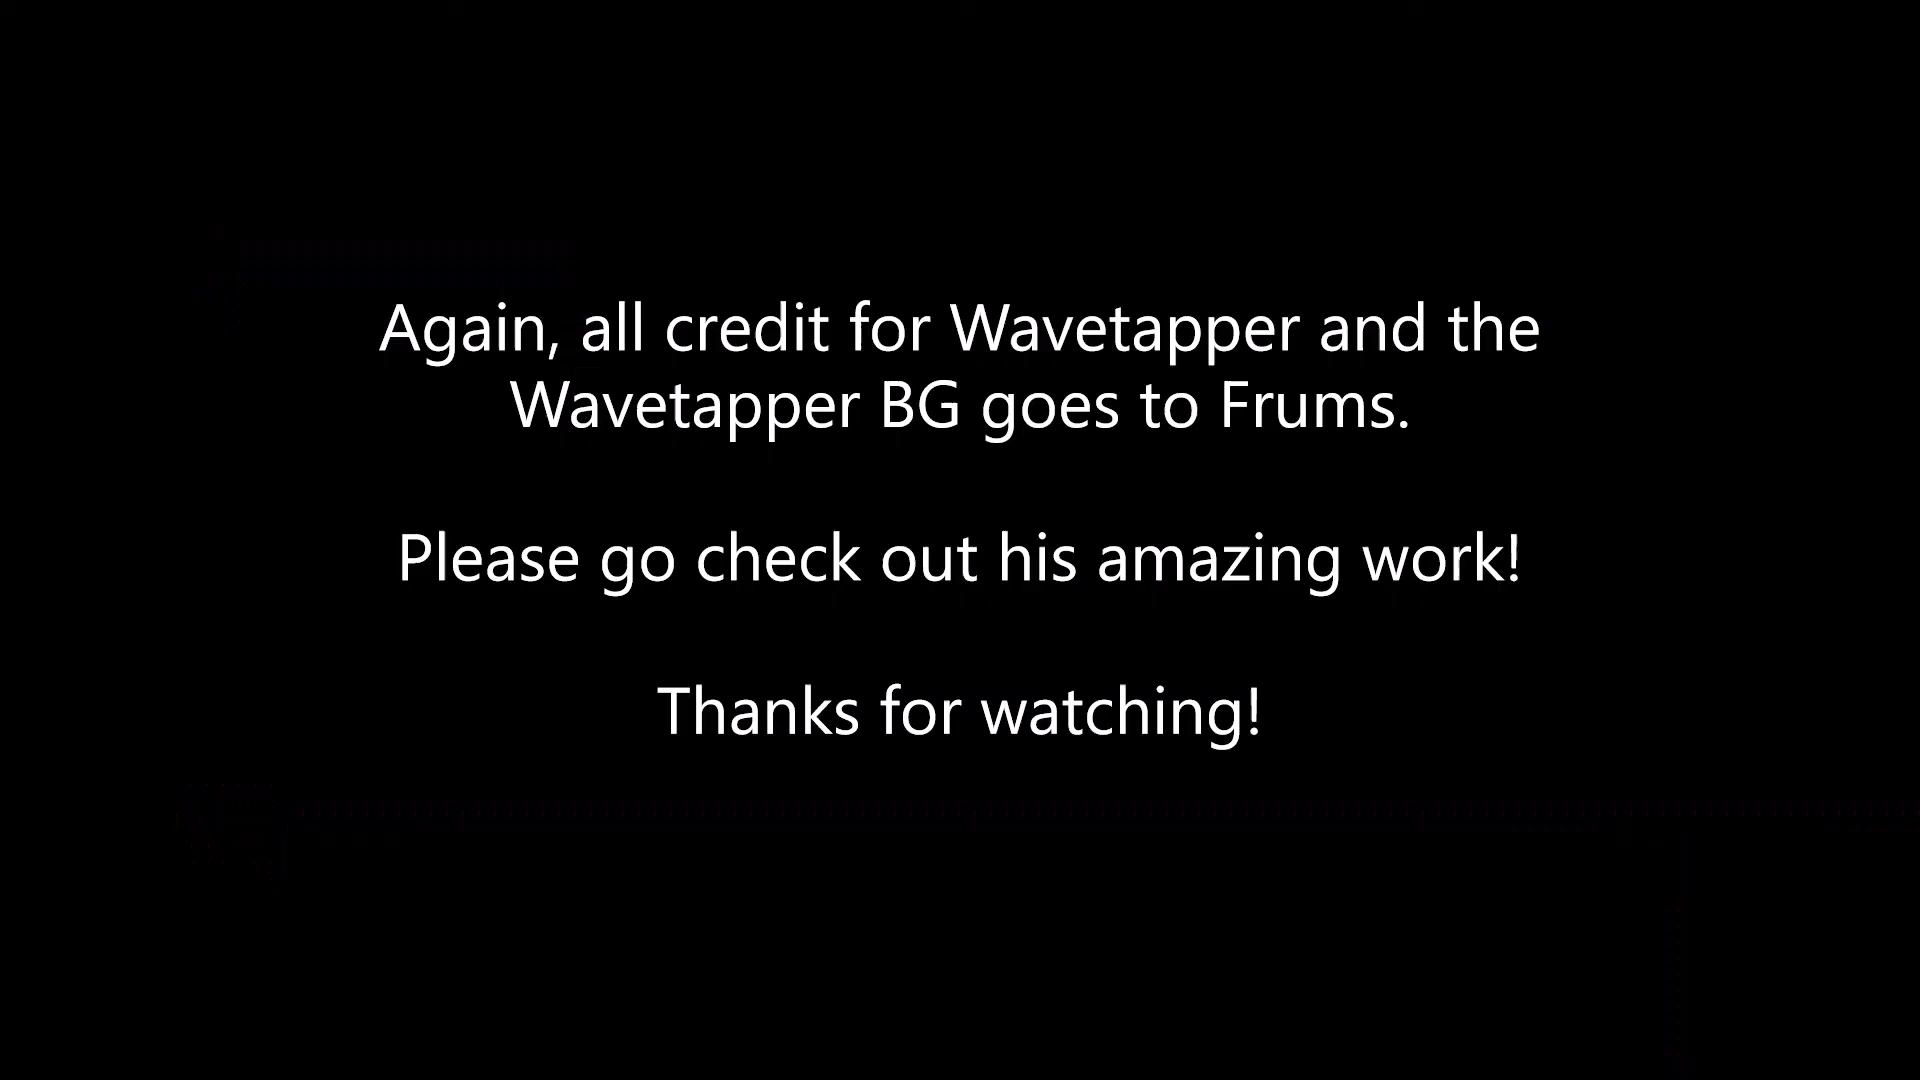 Again, all credit for Wavetapper and the
Wavetapper BG goes to Frums.
Please go check out his amazing work!
Thanks for watching!